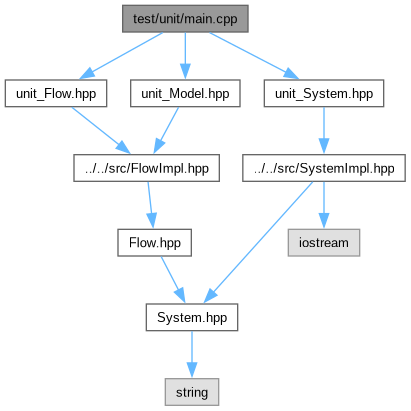 test/unit/main.cpp
unit_Flow.hpp
unit_Model.hpp
unit_System.hpp
../../src/FlowImpl.hpp
../../src/SystemImpl.hpp
Flow.hpp
iostream
System.hpp
string